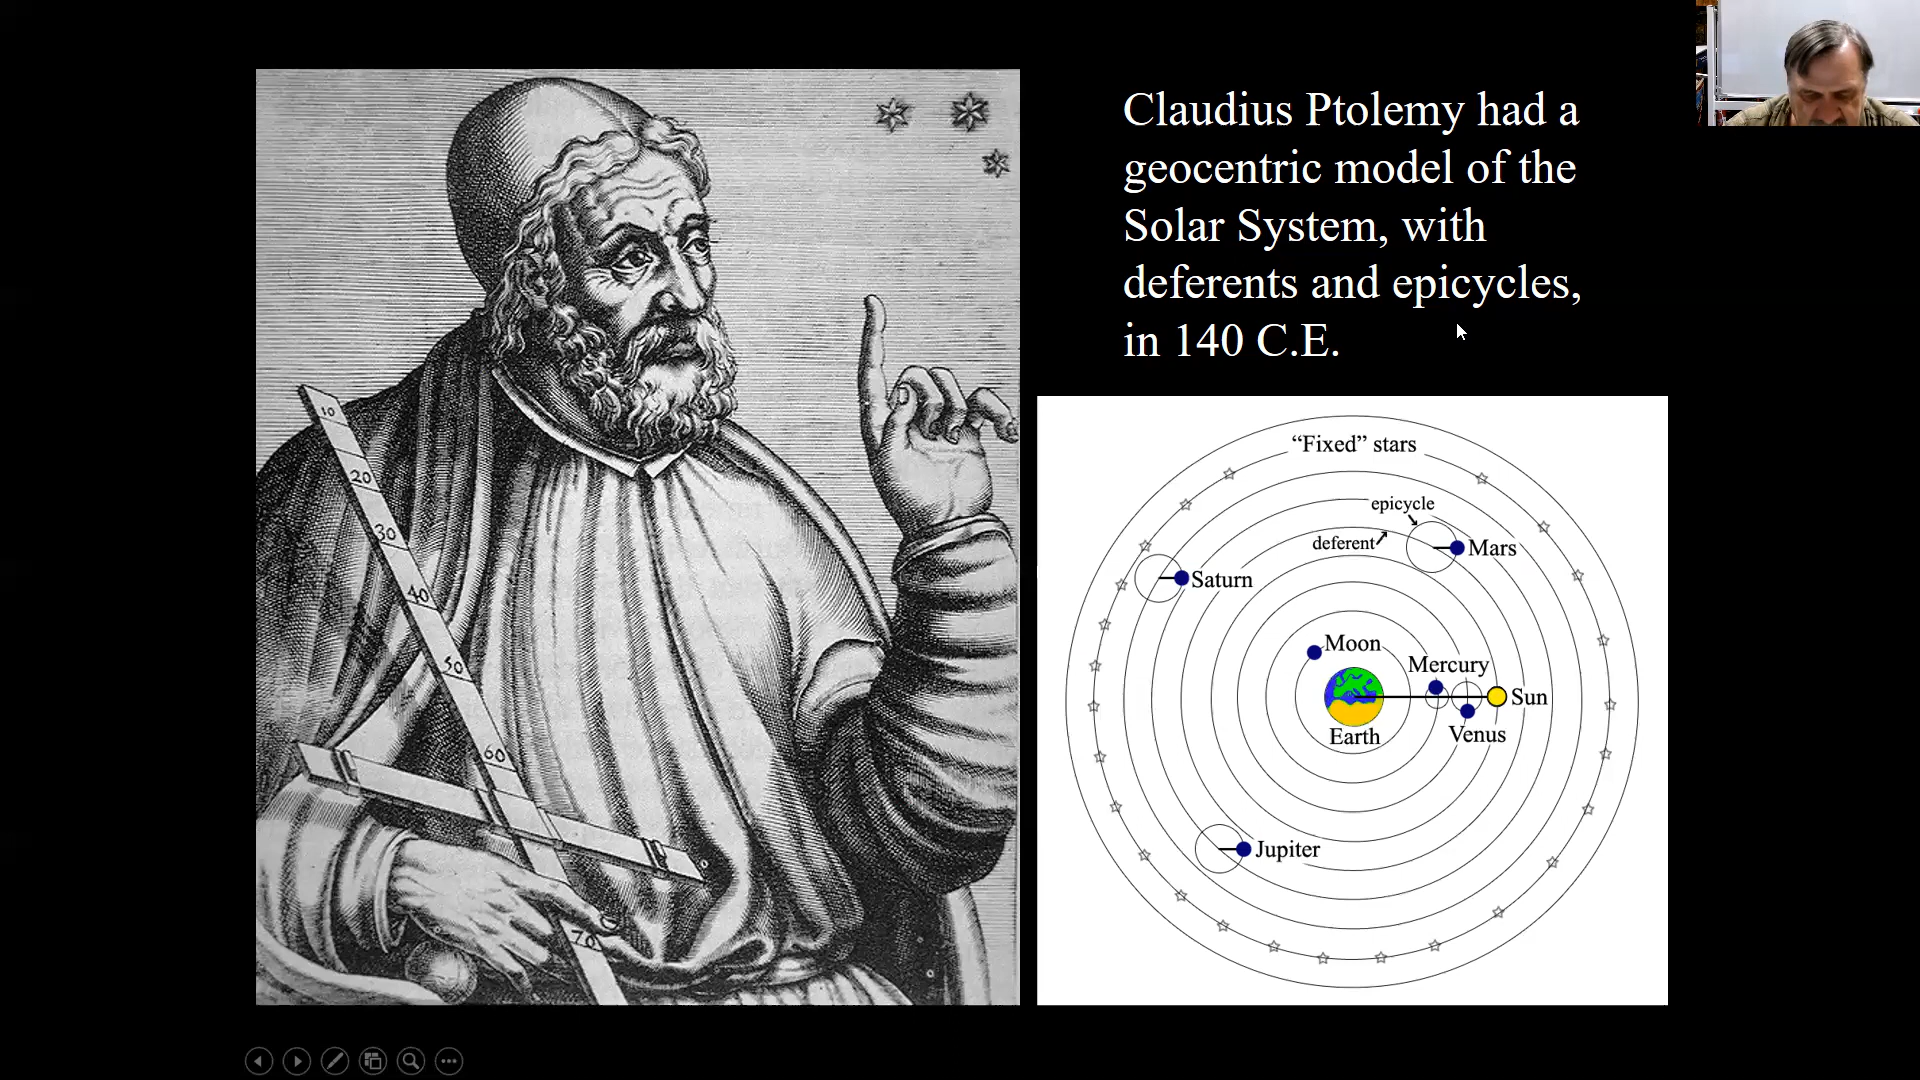 Claudius Ptolemy had a
geocentric model of the
Solar System, with
deferents and epicycles,
in 140 C.E.
10
20
30
40
50
60
70
“Fixed” stars
epicycle
deferent
Mars
Saturn
Moon
Mercury
Sun
Earth
Venus
Jupiter